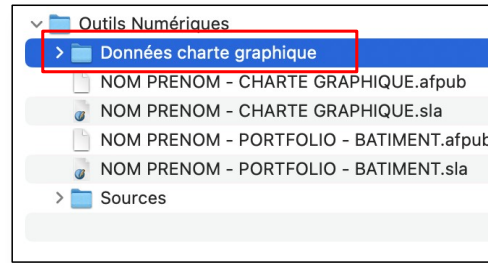 Outils Numériques
Données charte graphique
NOM PRENOM - CHARTE GRAPHIQUE.afpub
NOM PRENOM - CHARTE GRAPHIQUE.sla
NOM PRENOM - PORTFOLIO - BATIMENT.afpub
NOM PRENOM - PORTFOLIO - BATIMENT.sla
Sources